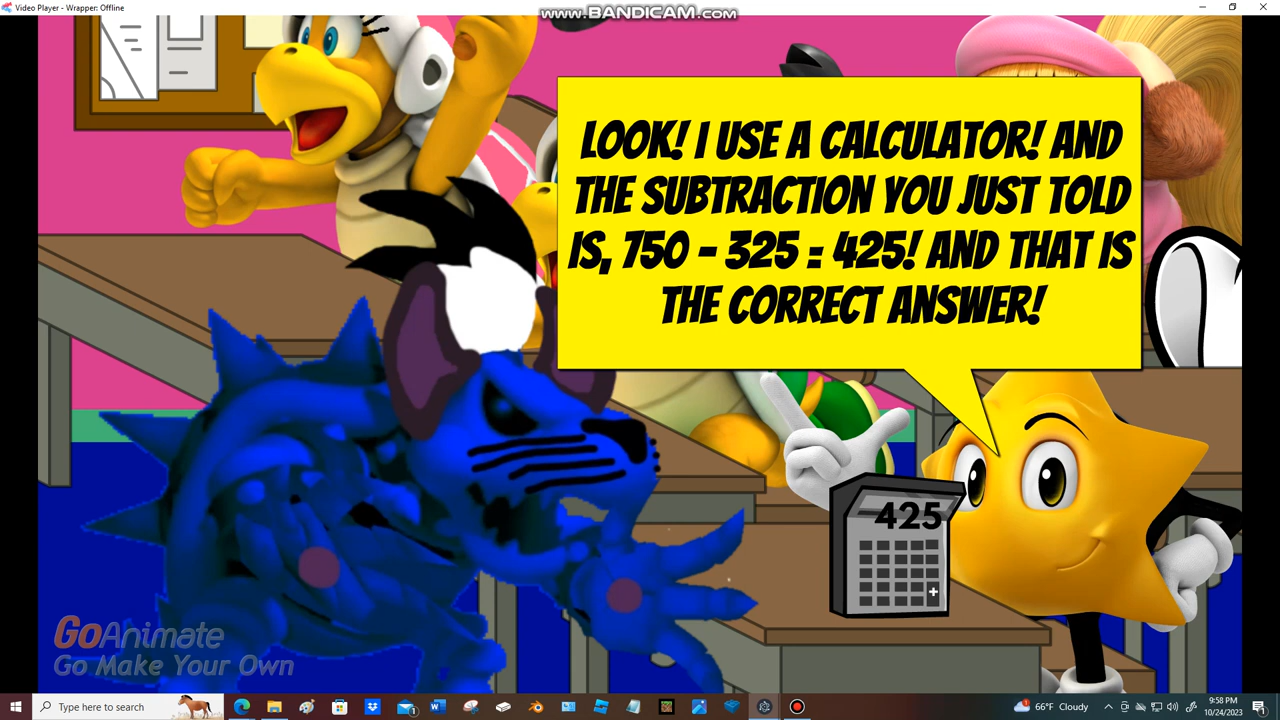 Video Player - Wrapper: Offline
www.BANDICAM.com
LOOK! I USE A CALCULATOR! AND
THE SUBTRACTION YOU JUST TOLD
IS, 750 - 325 = 425! AND THAT IS
THE CORRECT ANSWER!
425
+
GoAnimate
Go Make Your Own
Type here to search
66°F Cloudy
9:58 PM
10/24/2023